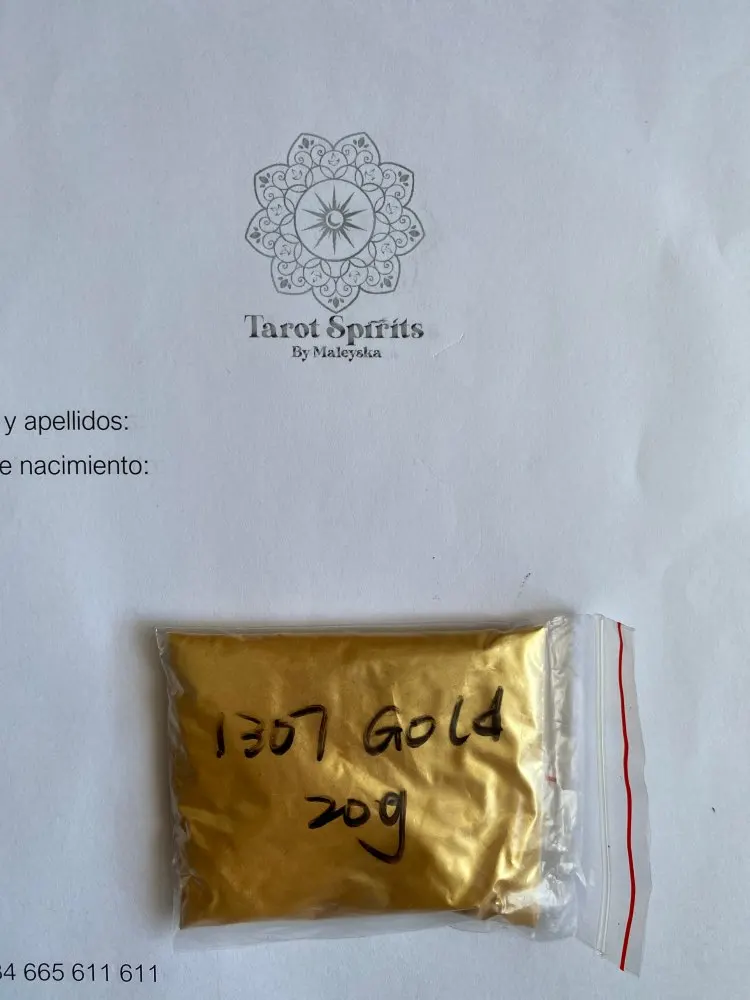 Tarot Spirits
By Maleyska
y apellidos:
e nacimiento:
1307 Gold
20g
34 665 611 611